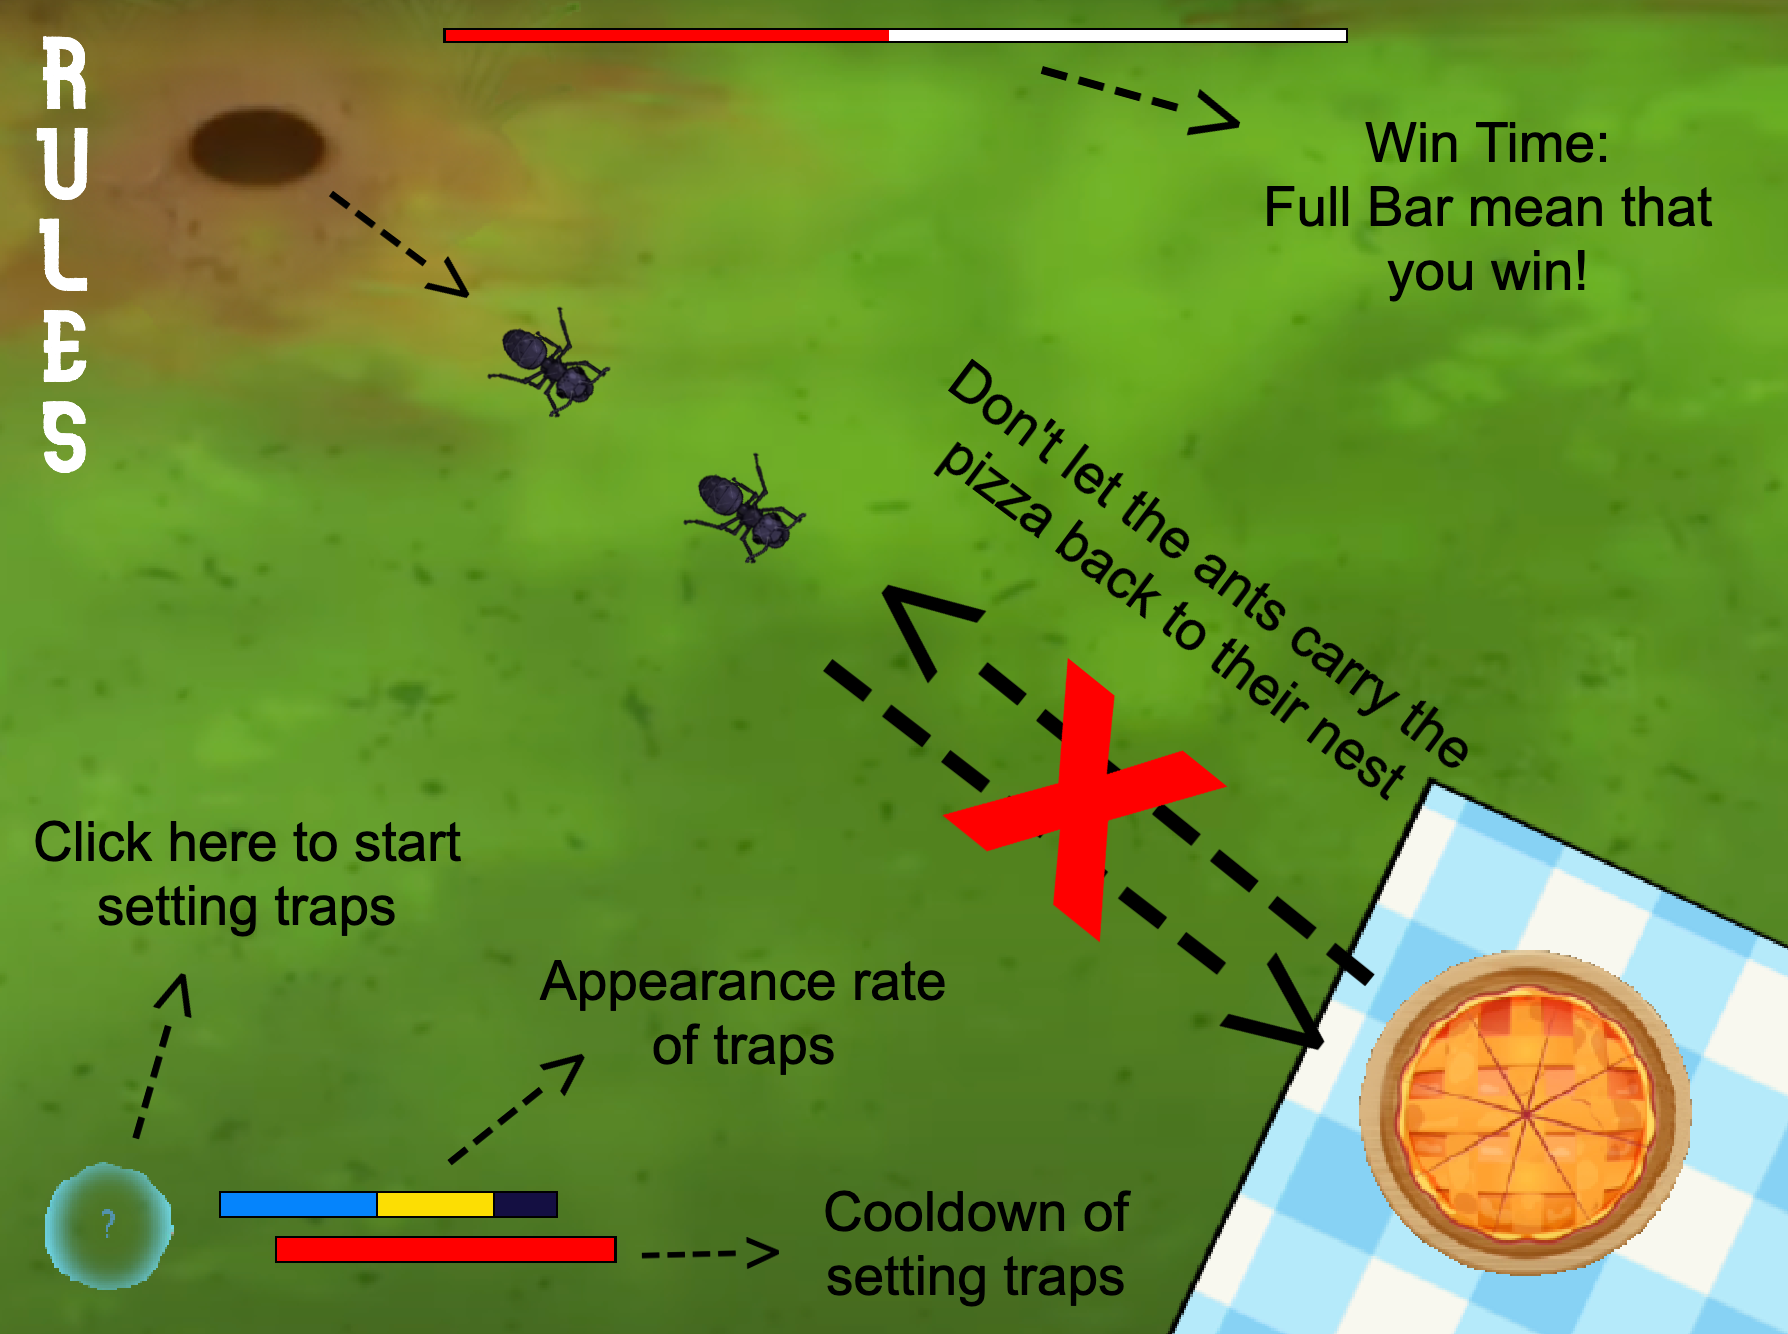 RULES
Win Time:
Full Bar mean that
you win!
Don't let the ants carry the
pizza back to their nest
Click here to start
setting traps
Appearance rate
of traps
?
Cooldown of
setting traps